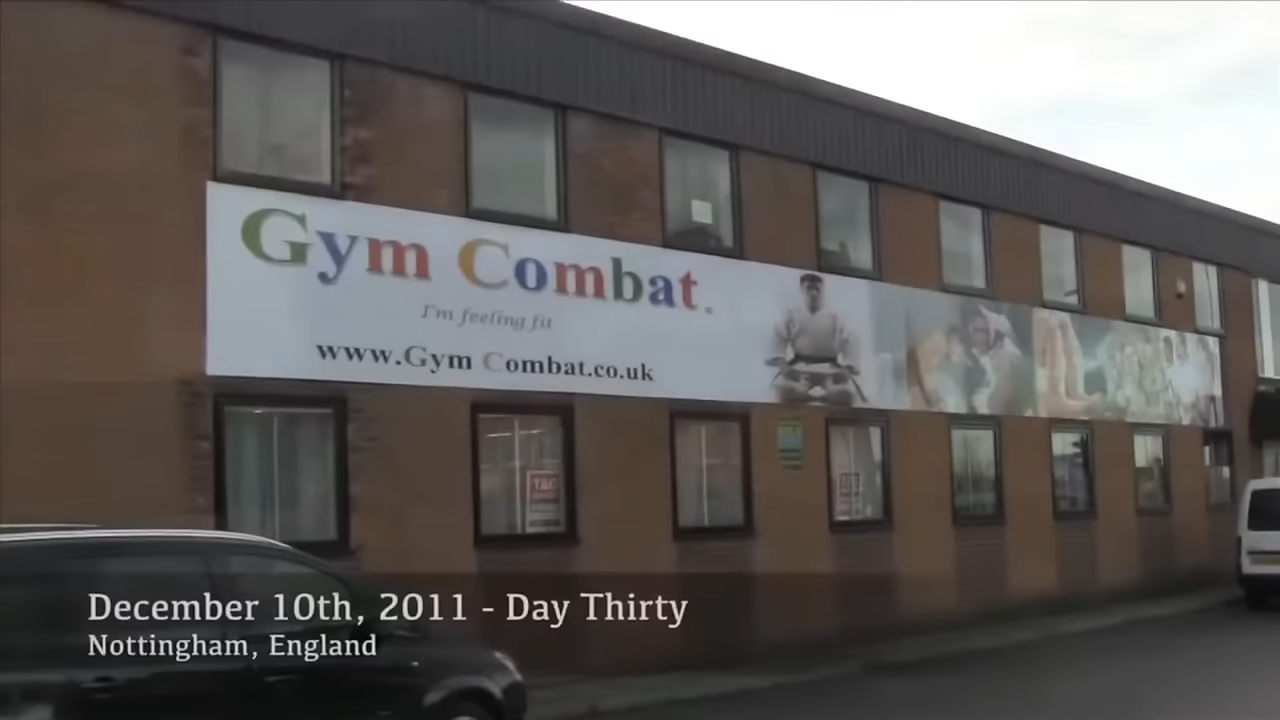 Gym Combat.
I'm feeling fit
www.Gym Combat.co.uk
T&G
December 10th, 2011 - Day Thirty
Nottingham, England